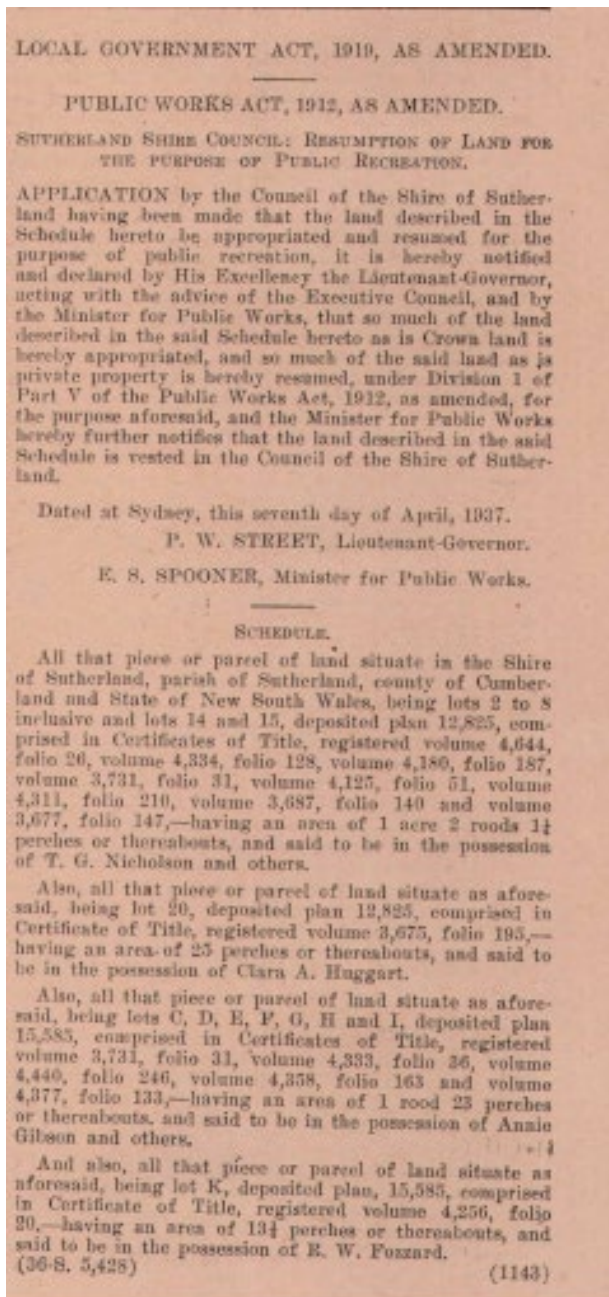 LOCAL GOVERNMENT ACT, 1919, AS AMENDED.
PUBLIC WORKS ACT, 1912, AS AMENDED.
SUTHERLAND SHIRE COUNCIL: RESUMPTION OF LAND FOR
THE PURPOSE OF PUBLIC RECREATION.
APPLICATION by the Council of the Shire of Suther-
land having been made that the land described in the
Schedule hereto be appropriated and resumed for the
purpose of public recreation, it is hereby notified
and declared by His Excellency the Lieutenant-Governor,
acting with the advice of the Executive Council, and by
the Minister for Public Works, that so much of the land
described in the said Schedule hereto as is Crown land is
hereby appropriated, and so much of the said land as is
private property is hereby resumed, under Division 1 of
Part V of the Public Works Act, 1912, as amended, for
the purpose aforesaid, and the Minister for Public Works
hereby further notifies that the land described in the said
Schedule is vested in the Council of the Shire of Suther-
land.
Dated at Sydney, this seventh day of April, 1937.
P. W. STREET, Lieutenant-Governor.
E. S. SPOONER, Minister for Public Works.
SCHEDULE.
All that piece or parcel of land situate in the Shire
of Sutherland, parish of Sutherland, county of Cumber-
land and State of New South Wales, being lots 2 to 8
inclusive and lots 14 and 15, deposited plan 12,825, com-
prised in Certificates of Title, registered volume 4,644,
folio 26, volume 4,334, folio 128, volume 4,180, folio 187,
volume 3,731, folio 31, volume 4,125, folio 51, volume
4,311, folio 210, volume 3,687, folio 140 and volume
3,677, folio 147,—having an area of 1 acre 2 roods 1¼
perches or thereabouts, and said to be in the possession
of T. G. Nicholson and others.
Also, all that piece or parcel of land situate as afore-
said, being lot 20, deposited plan 12,825, comprised in
Certificate of Title, registered volume 3,675, folio 195,—
having an area of 25 perches or thereabouts, and said to
be in the possession of Clara A. Huggart.
Also, all that piece or parcel of land situate as afore-
said, being lots C, D, E, F, G, H and I, deposited plan
15,585, comprised in Certificates of Title, registered
volume 3,731, folio 31, volume 4,333, folio 36, volume
4,440, folio 246, volume 4,358, folio 163 and volume
4,377, folio 133,—having an area of 1 rood 23 perches
or thereabouts, and said to be in the possession of Annie
Gibson and others.
And also, all that piece or parcel of land situate as
aforesaid, being lot K, deposited plan, 15,585, comprised
in Certificate of Title, registered volume 4,256, folio
20,—having an area of perches or thereabouts, and
said to be in the possession of R. W. Fozzard.
(36-S. 5,428)
(1143)